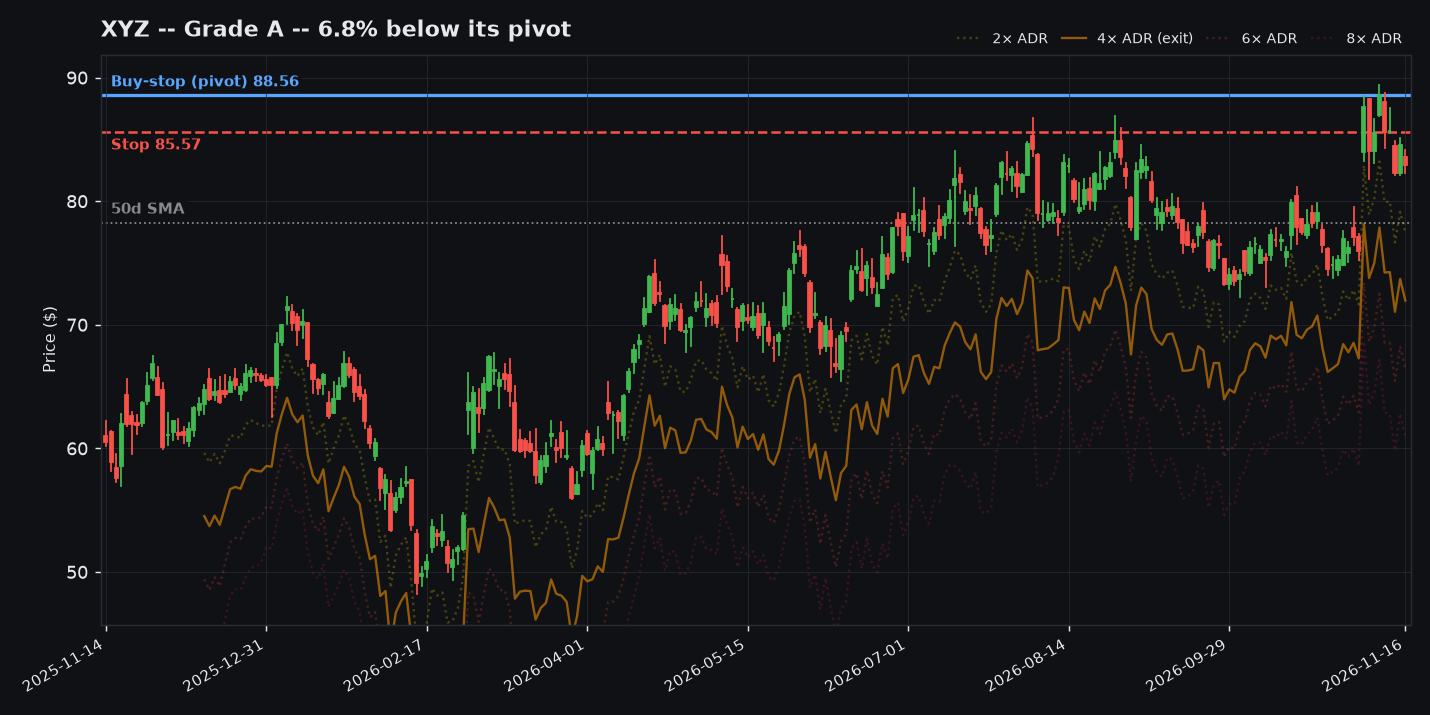 XYZ -- Grade A -- 6.8% below its pivot
2× ADR
4× ADR (exit)
6× ADR
8× ADR
Price ($)
90
80
70
60
50
Buy-stop (pivot) 88.56
Stop 85.57
50d SMA
2025-11-14
2025-12-31
2026-02-17
2026-04-01
2026-05-15
2026-07-01
2026-08-14
2026-09-29
2026-11-16